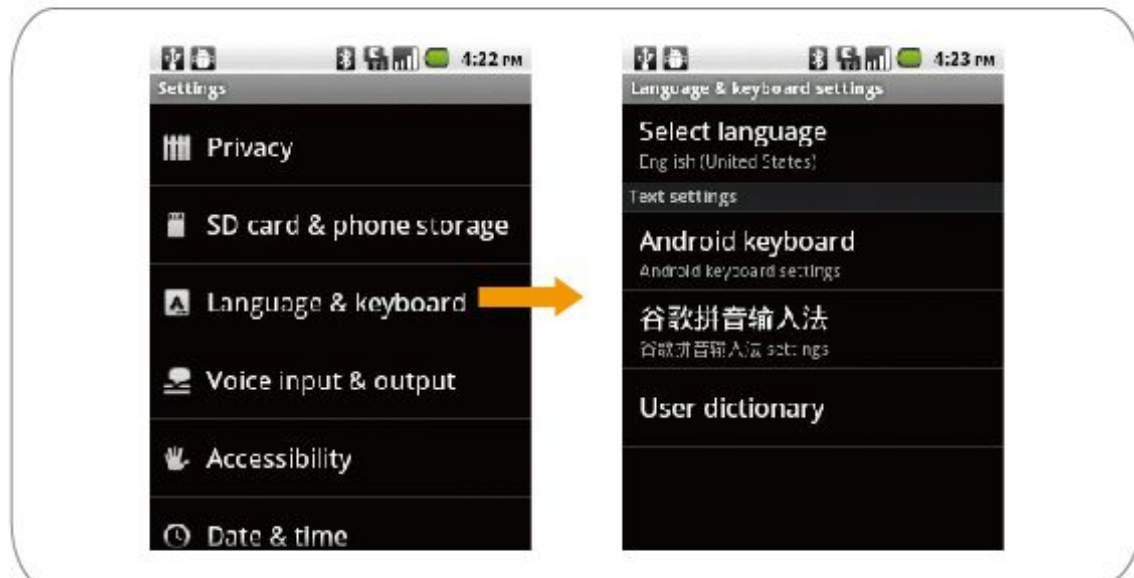 4:22 PM
Settings
Privacy
SD card & phone storage
Language & keyboard
Voice input & output
Accessibility
Date & time
4:23 PM
Language & keyboard settings
Select language
English (United States)
Text settings
Android keyboard
Android keyboard settings
谷歌拼音输入法
谷歌拼音输入法 settings
User dictionary